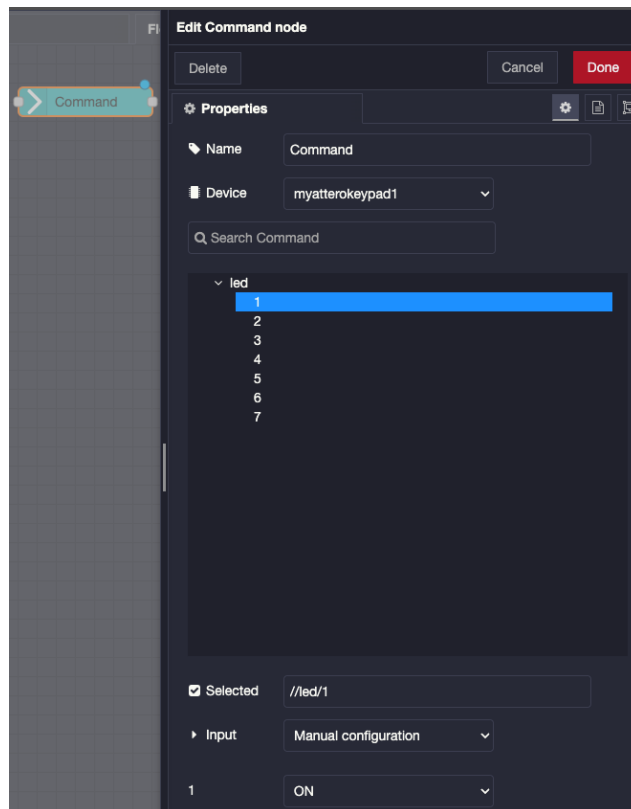 Fl
Edit Command node
Delete
Cancel
Done
Command
Properties
Name
Command
Device
myatterokeypad1
Search Command
led
1
2
3
4
5
6
7
Selected
//led/1
Input
Manual configuration
1
ON